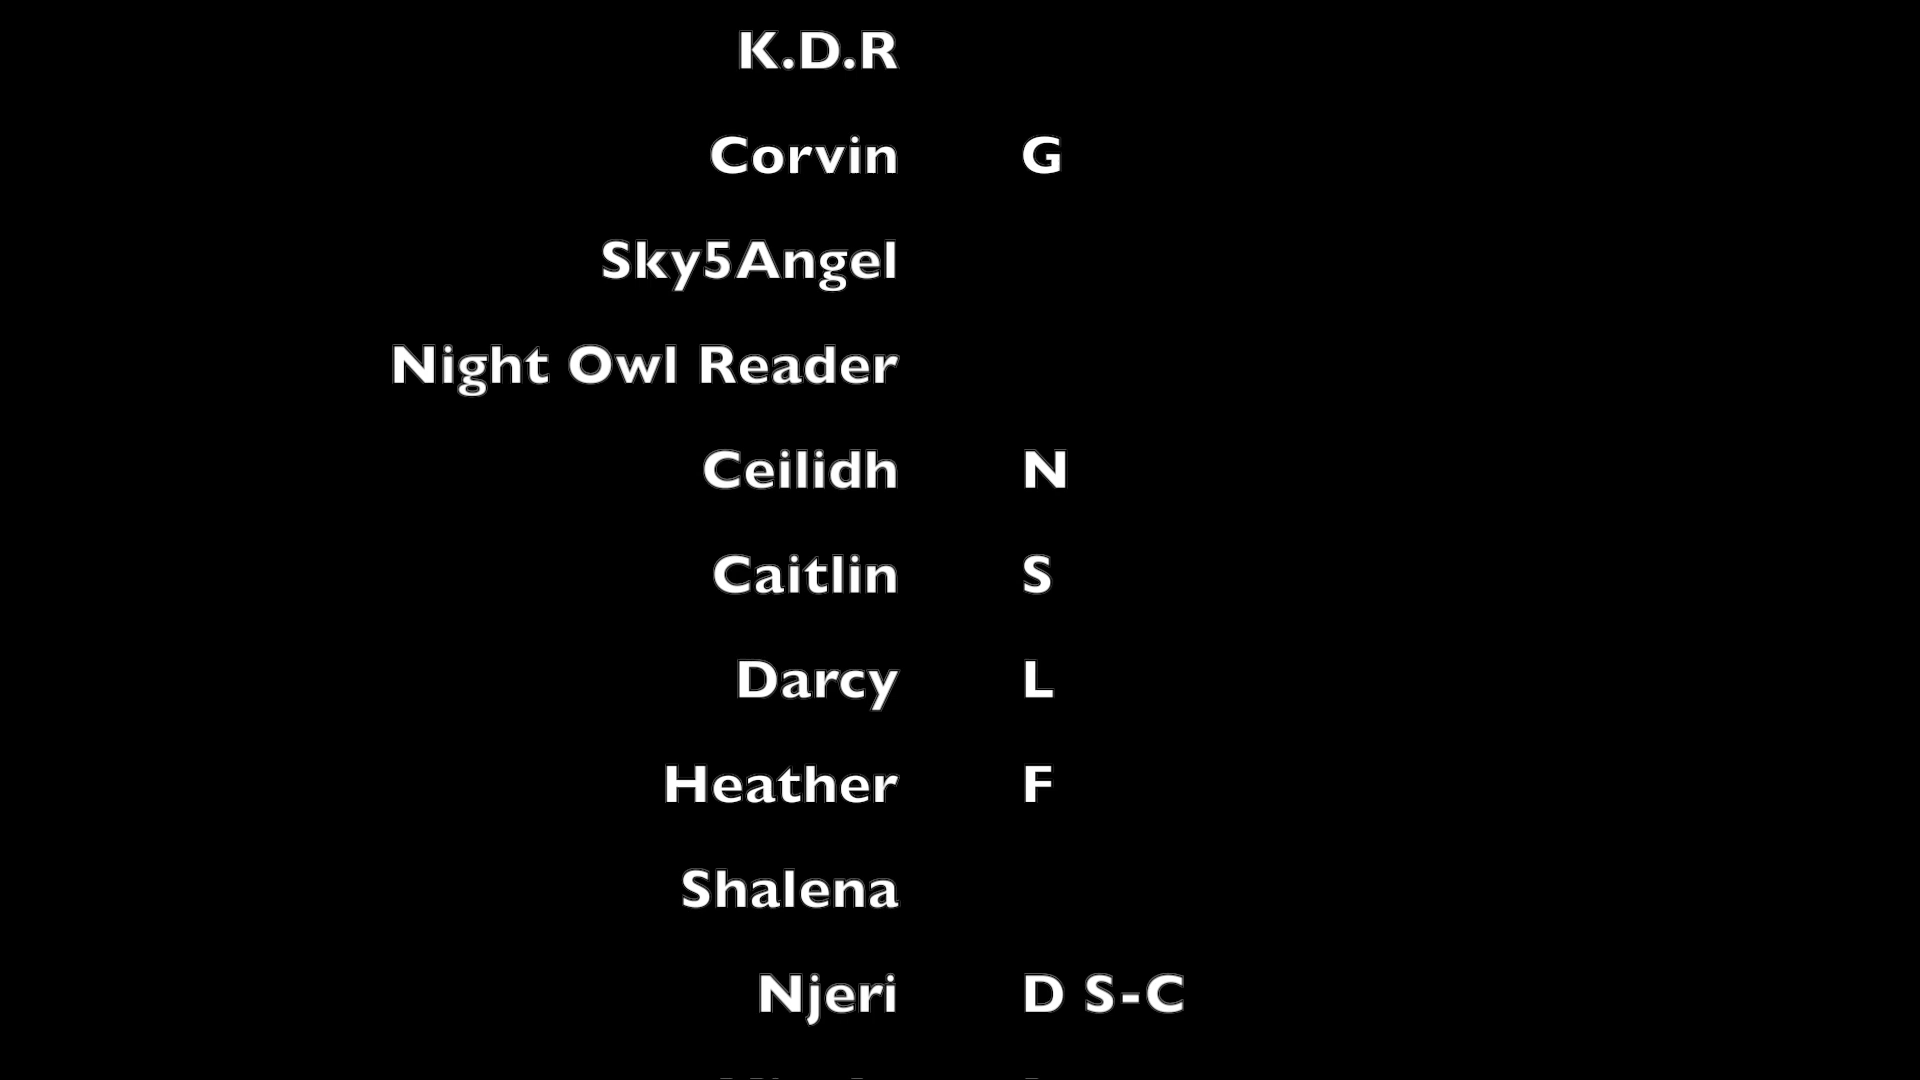 K.D.R
Corvin G
Sky5Angel
Night Owl Reader
Ceilidh N
Caitlin S
Darcy L
Heather F
Shalena
Njeri D S-C